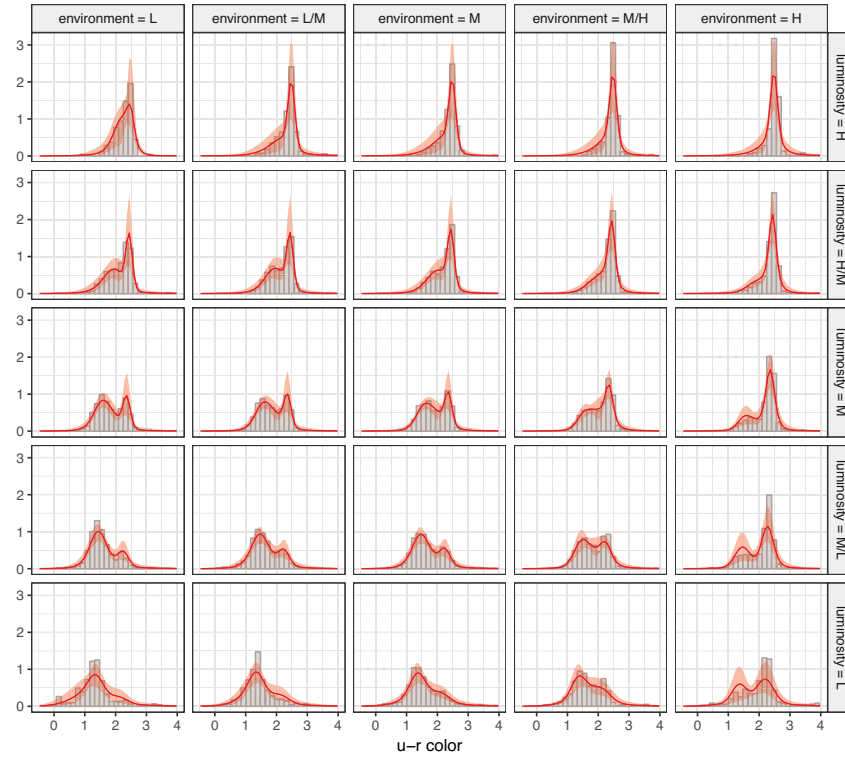 environment = L
environment = L/M
environment = M
environment = M/H
environment = H
3
2
1
0
luminosity = H
3
2
1
0
luminosity = H/M
3
2
1
0
luminosity = M
3
2
1
0
luminosity = M/L
3
2
1
0
luminosity = L
0 1 2 3 4 0 1 2 3 4 0 1 2 3 4 0 1 2 3 4 0 1 2 3 4
u−r color